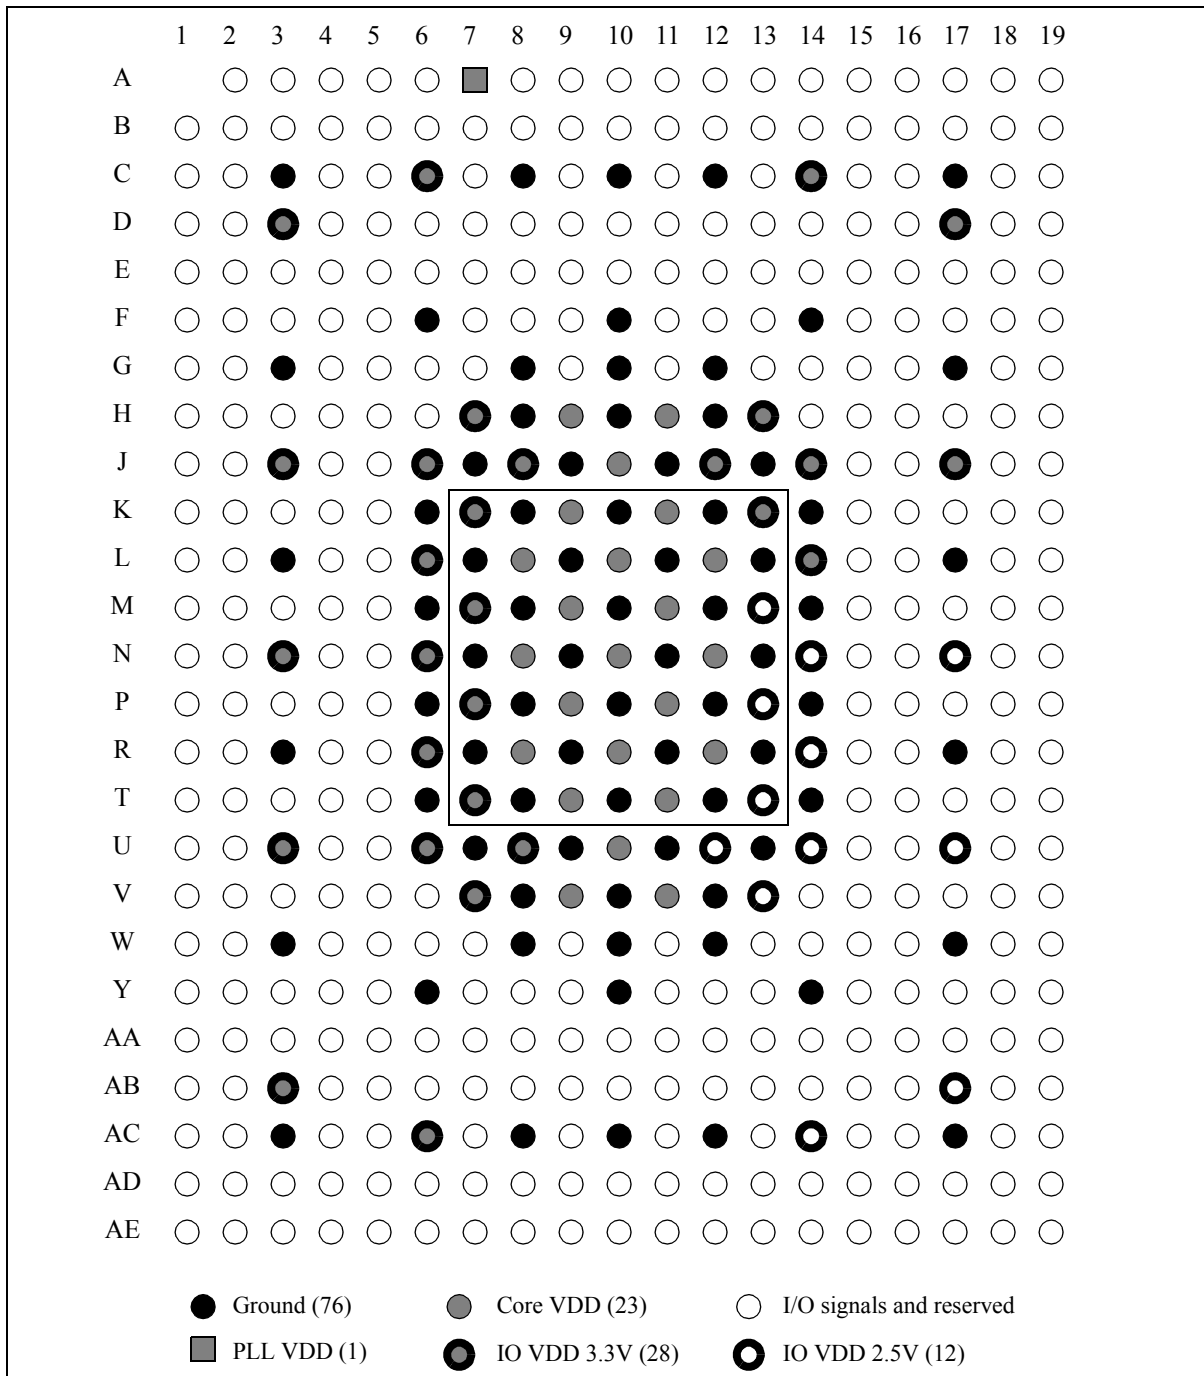 1 2 3 4 5 6 7 8 9 10 11 12 13 14 15 16 17 18 19
A
B
C
D
E
F
G
H
J
K
L
M
N
P
R
T
U
V
W
Y
AA
AB
AC
AD
AE
Ground (76) Core VDD (23) I/O signals and reserved
PLL VDD (1) IO VDD 3.3V (28) IO VDD 2.5V (12)